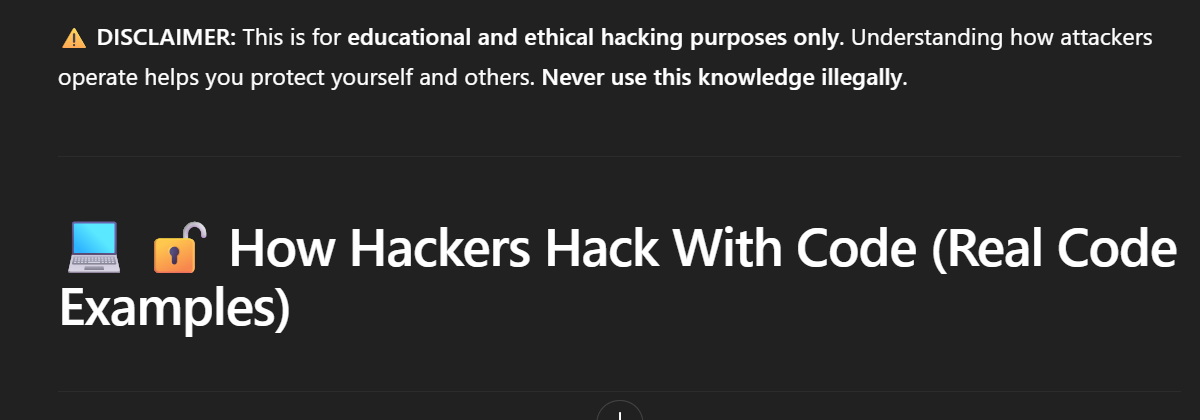 ⚠️ DISCLAIMER: This is for educational and ethical hacking purposes only. Understanding how attackers
operate helps you protect yourself and others. Never use this knowledge illegally.
💻 🔓 How Hackers Hack With Code (Real Code
Examples)